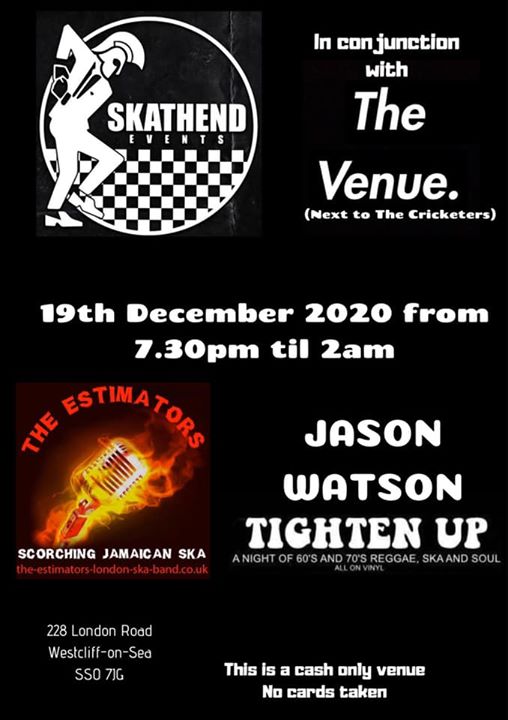 SKATHEND
EVENTS
In conjunction
with
The
Venue.
(Next to The Cricketers)
19th December 2020 from
7.30pm til 2am
THE ESTIMATORS
SCORCHING JAMAICAN SKA
the-estimators-london-ska-band.co.uk
JASON
WATSON
TIGHTEN UP
A NIGHT OF 60'S AND 70'S REGGAE, SKA AND SOUL
ALL ON VINYL
228 London Road
Westcliff-on-Sea
SS0 7JG
This is a cash only venue
No cards taken